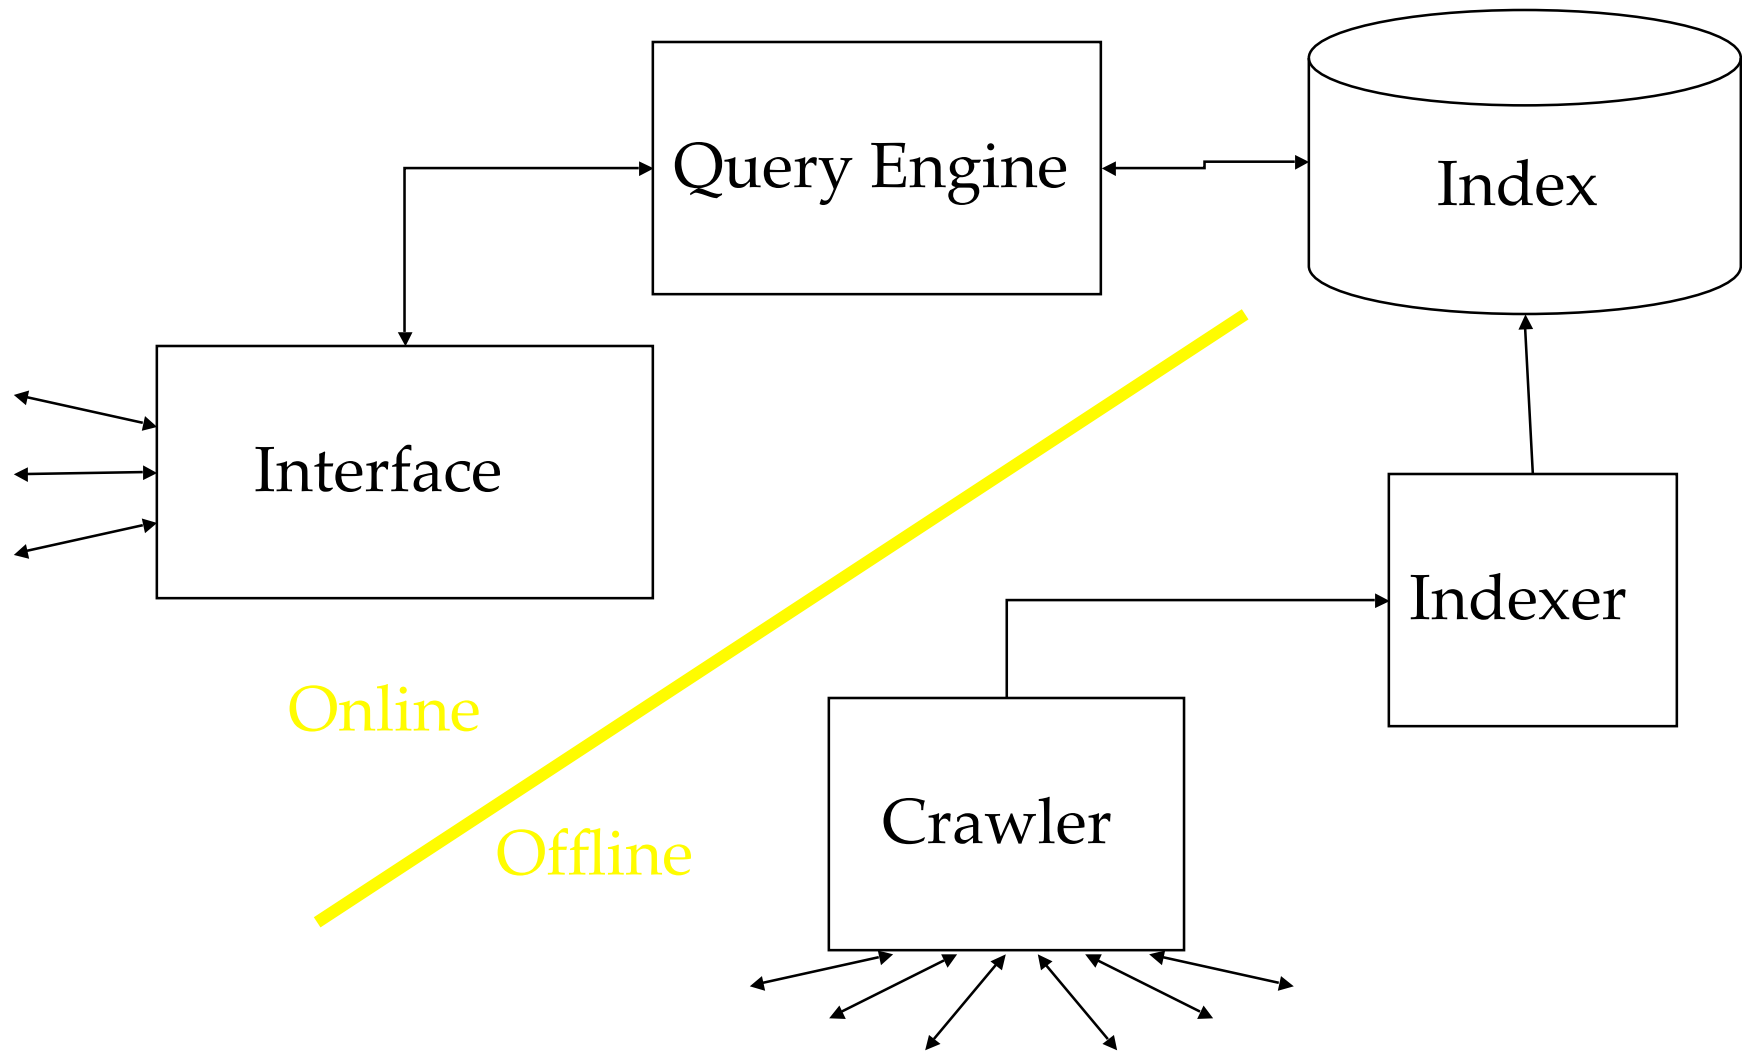 Query Engine
Index
Interface
Indexer
Online
Crawler
Offline